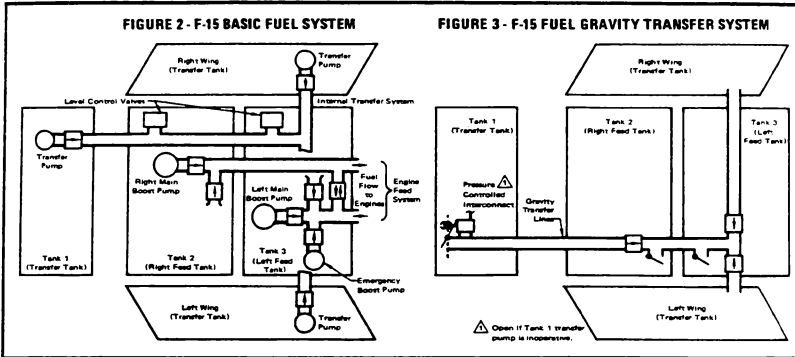 FIGURE 2 - F-15 BASIC FUEL SYSTEM
Right Wing
(Transfer Tank)
Transfer
Pump
Level Control Valves
Internal Transfer System
Transfer
Pump
Right Main
Boost Pump
Left Main
Boost Pump
Fuel
Flow
to
Engines
Engine
Feed
System
Tank 1
(Transfer Tank)
Tank 2
(Right Feed Tank)
Tank 3
(Left Feed
Tank)
Emergency
Boost Pump
Left Wing
(Transfer Tank)
Transfer
Pump
FIGURE 3 - F-15 FUEL GRAVITY TRANSFER SYSTEM
Right Wing
(Transfer Tank)
Tank 1
(Transfer Tank)
Tank 2
(Right Feed Tank)
Tank 3
(Left
Feed Tank)
Pressure 1
Controlled
Interconnect
Gravity
Transfer
Lines
Left Wing
(Transfer Tank)
1 Open if Tank 1 transfer
pump is inoperative.